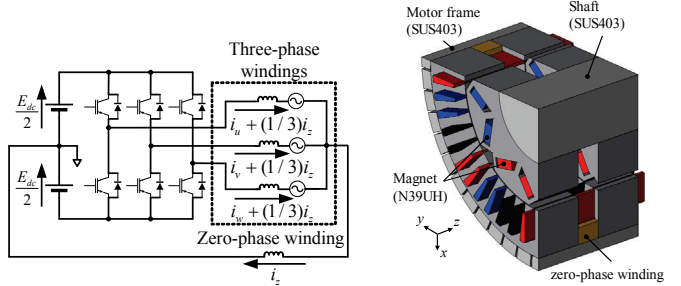 Three-phase
windings
E_dc
2
i_u + (1/3)i_z
i_v + (1/3)i_z
E_dc
2
i_w + (1/3)i_z
Zero-phase winding
i_z
Motor frame
(SUS403)
Shaft
(SUS403)
Magnet
(N39UH)
y
z
x
zero-phase winding